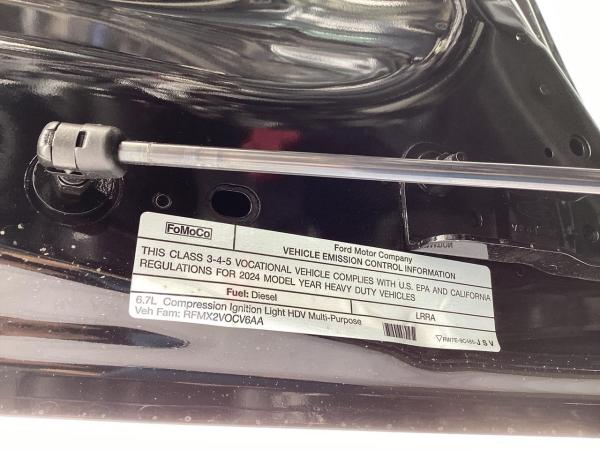 FoMoCo
Ford Motor Company
VEHICLE EMISSION CONTROL INFORMATION
THIS CLASS 3-4-5 VOCATIONAL VEHICLE COMPLIES WITH U.S. EPA AND CALIFORNIA
REGULATIONS FOR 2024 MODEL YEAR HEAVY DUTY VEHICLES
Fuel: Diesel
6.7L Compression Ignition Light HDV Multi-Purpose
LRRA
Veh Fam: RFMX2VOCV6AA
RW7E-9C485-J S V